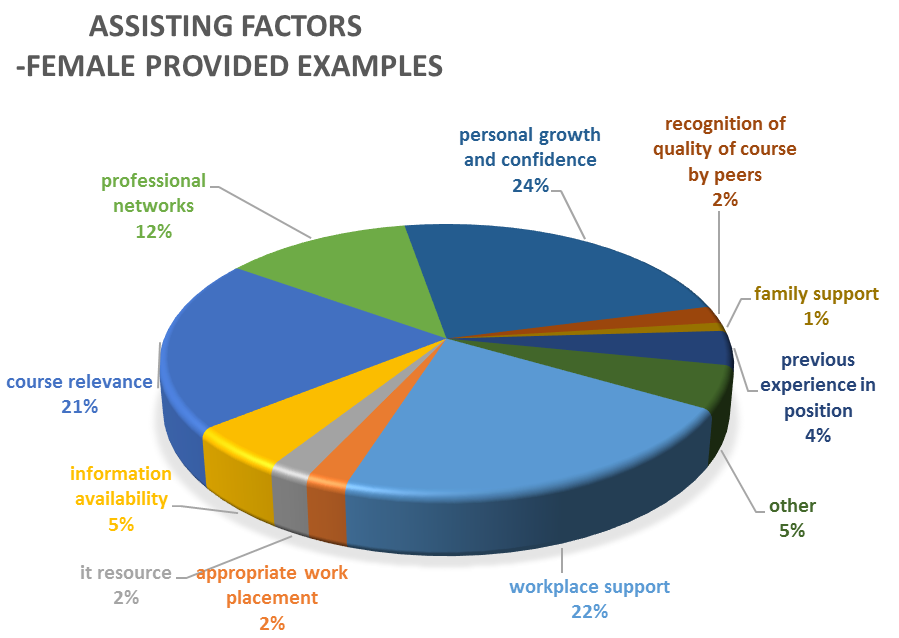 ASSISTING FACTORS
-FEMALE PROVIDED EXAMPLES
personal growth
and confidence
24%
recognition of
quality of course
by peers
2%
family support
1%
previous
experience in
position
4%
other
5%
workplace support
22%
appropriate work
placement
2%
it resource
2%
information
availability
5%
course relevance
21%
professional
networks
12%